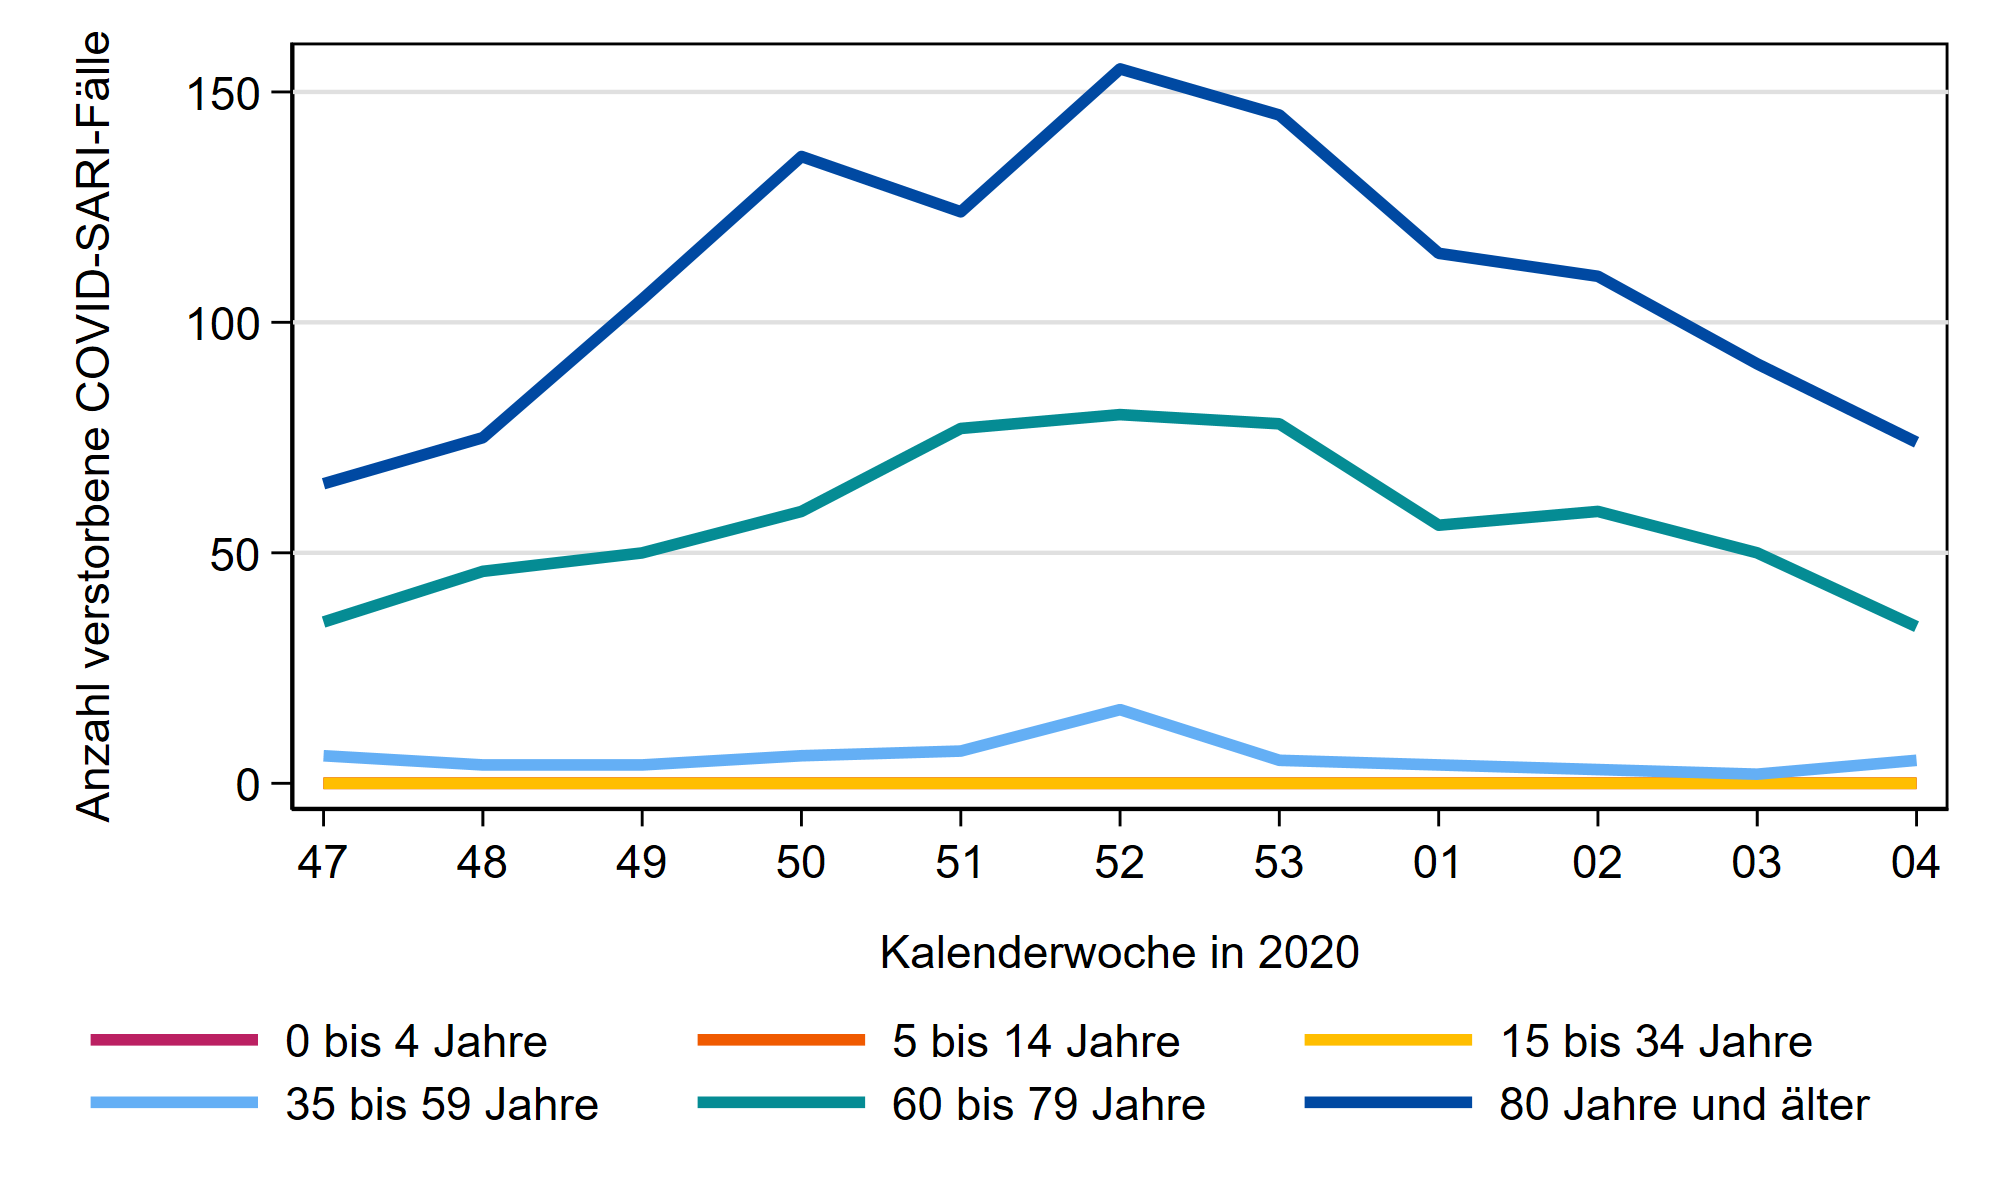 Anzahl verstorbene COVID-SARI-Fälle
150
100
50
0
47 48 49 50 51 52 53 01 02 03 04
Kalenderwoche in 2020
0 bis 4 Jahre 5 bis 14 Jahre 15 bis 34 Jahre
35 bis 59 Jahre 60 bis 79 Jahre 80 Jahre und älter